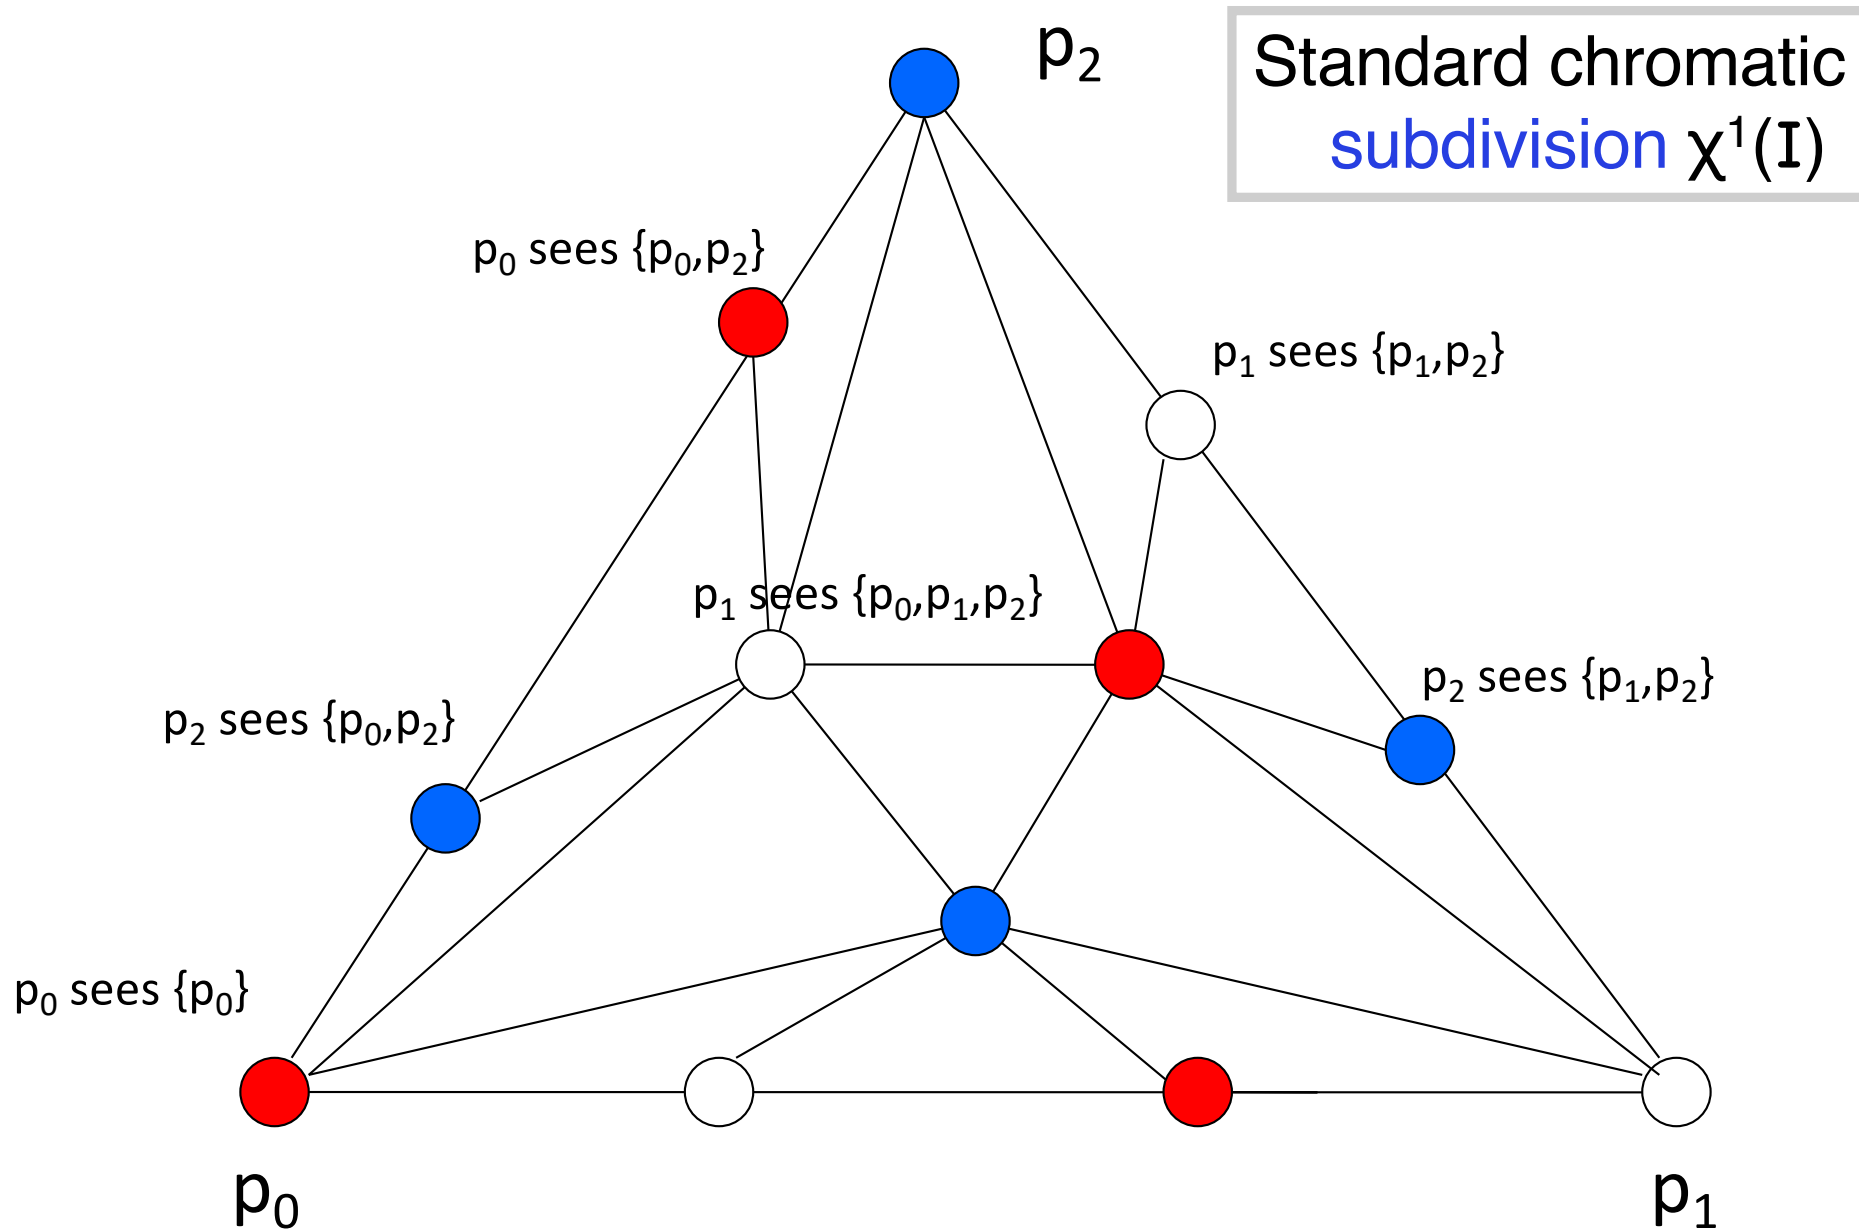 p₂
Standard chromatic
subdivision χ¹(I)
p₀ sees {p₀,p₂}
p₁ sees {p₁,p₂}
p₁ sees {p₀,p₁,p₂}
p₂ sees {p₁,p₂}
p₂ sees {p₀,p₂}
p₀ sees {p₀}
p₀
p₁